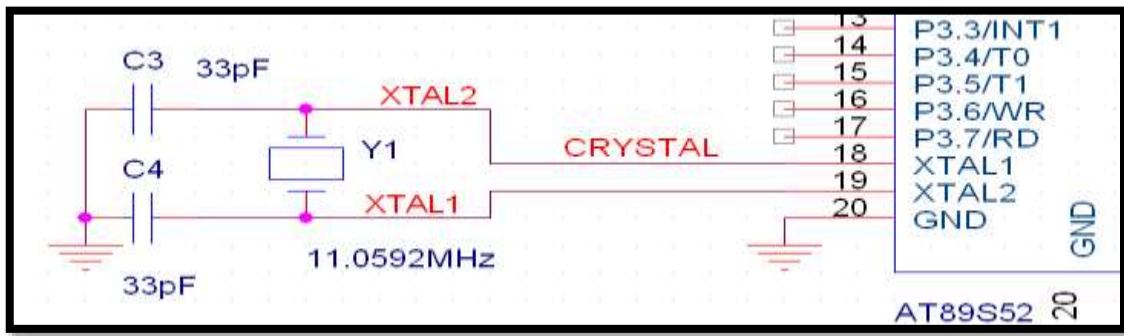 13
P3.3/INT1
C3
33pF
14
P3.4/T0
15
P3.5/T1
XTAL2
16
P3.6/WR
17
P3.7/RD
Y1
CRYSTAL
18
XTAL1
C4
19
XTAL2
XTAL1
20
GND
GND
11.0592MHz
33pF
AT89S52
20